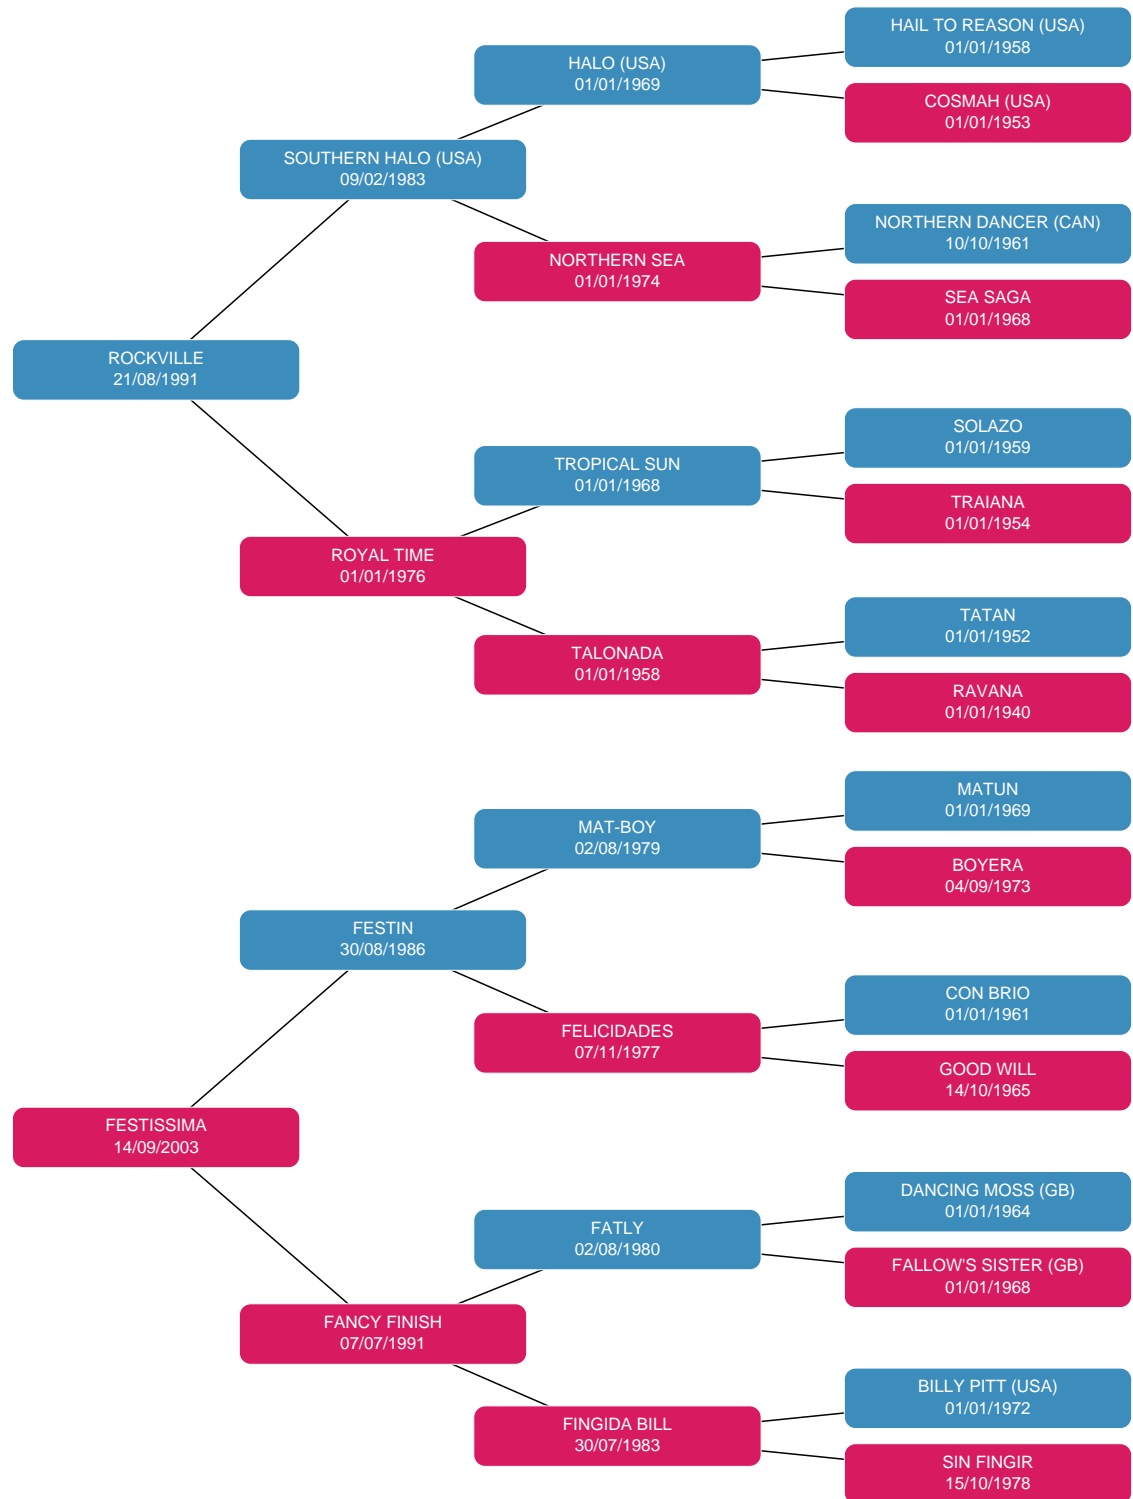 HAIL TO REASON (USA)
01/01/1958
HALO (USA)
01/01/1969
COSMAH (USA)
01/01/1953
SOUTHERN HALO (USA)
09/02/1983
NORTHERN DANCER (CAN)
10/10/1961
NORTHERN SEA
01/01/1974
SEA SAGA
01/01/1968
ROCKVILLE
21/08/1991
SOLAZO
01/01/1959
TROPICAL SUN
01/01/1968
TRAIANA
01/01/1954
ROYAL TIME
01/01/1976
TATAN
01/01/1952
TALONADA
01/01/1958
RAVANA
01/01/1940
MATUN
01/01/1969
MAT-BOY
02/08/1979
BOYERA
04/09/1973
FESTIN
30/08/1986
CON BRIO
01/01/1961
FELICIDADES
07/11/1977
GOOD WILL
14/10/1965
FESTISSIMA
14/09/2003
DANCING MOSS (GB)
01/01/1964
FATLY
02/08/1980
FALLOW'S SISTER (GB)
01/01/1968
FANCY FINISH
07/07/1991
BILLY PITT (USA)
01/01/1972
FINGIDA BILL
30/07/1983
SIN FINGIR
15/10/1978